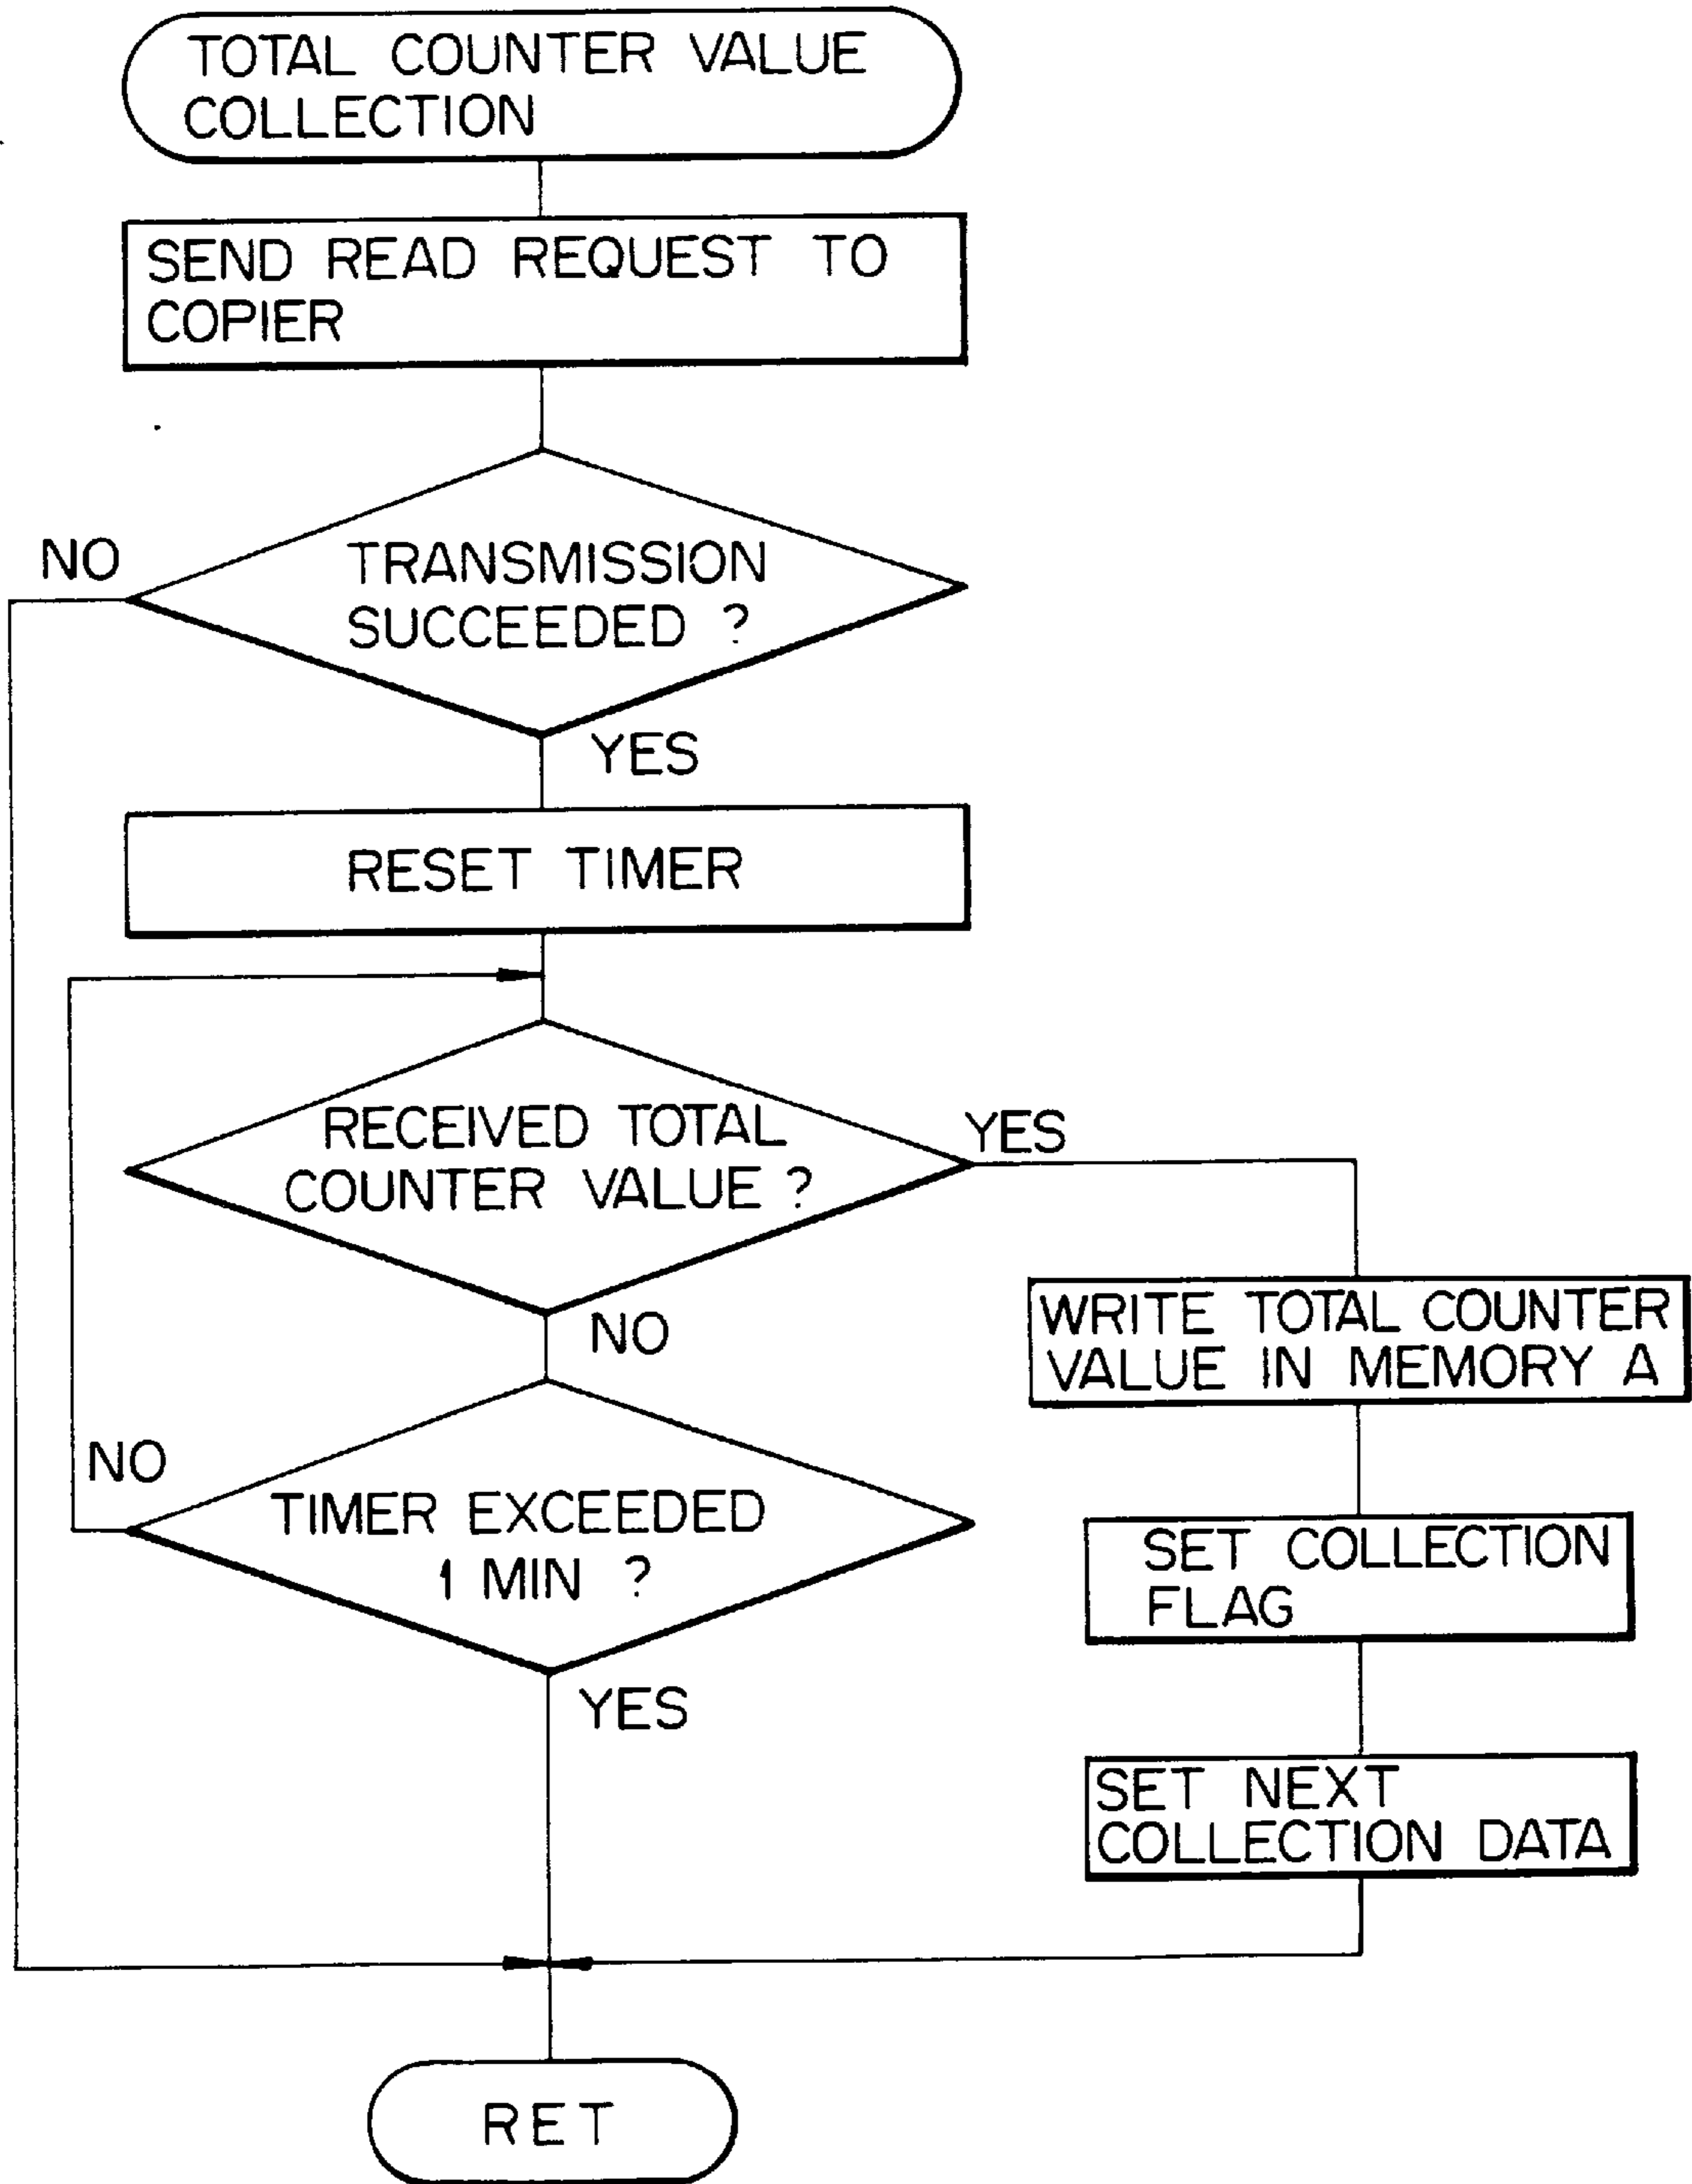 TOTAL COUNTER VALUE
COLLECTION
SEND READ REQUEST TO
COPIER
NO
TRANSMISSION
SUCCEEDED ?
YES
RESET TIMER
RECEIVED TOTAL
COUNTER VALUE ?
YES
NO
WRITE TOTAL COUNTER
VALUE IN MEMORY A
NO
TIMER EXCEEDED
1 MIN ?
YES
SET COLLECTION
FLAG
SET NEXT
COLLECTION DATA
RET